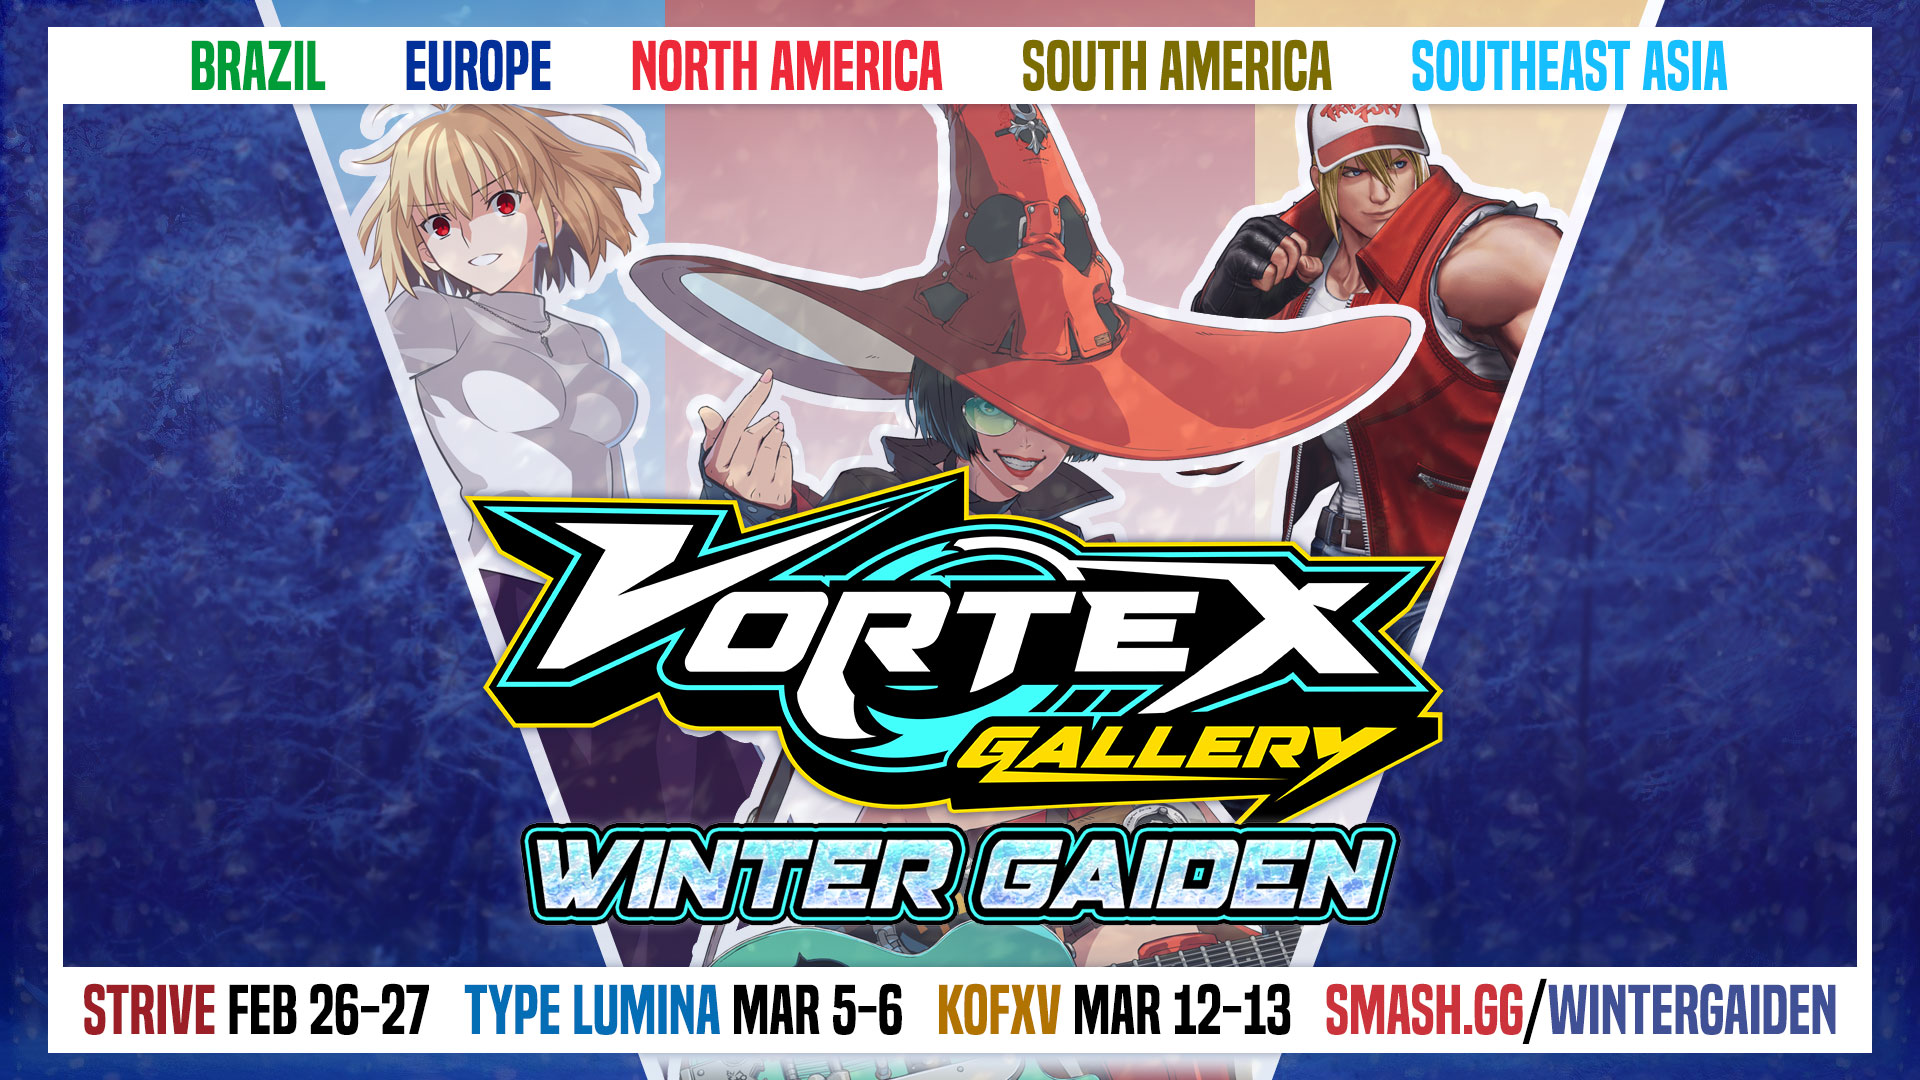 BRAZIL EUROPE NORTH AMERICA SOUTH AMERICA SOUTHEAST ASIA
VORTEX
GALLERY
WINTER GAIDEN
STRIVE FEB 26-27 TYPE LUMINA MAR 5-6 KOFXV MAR 12-13 SMASH.GG/WINTERGAIDEN